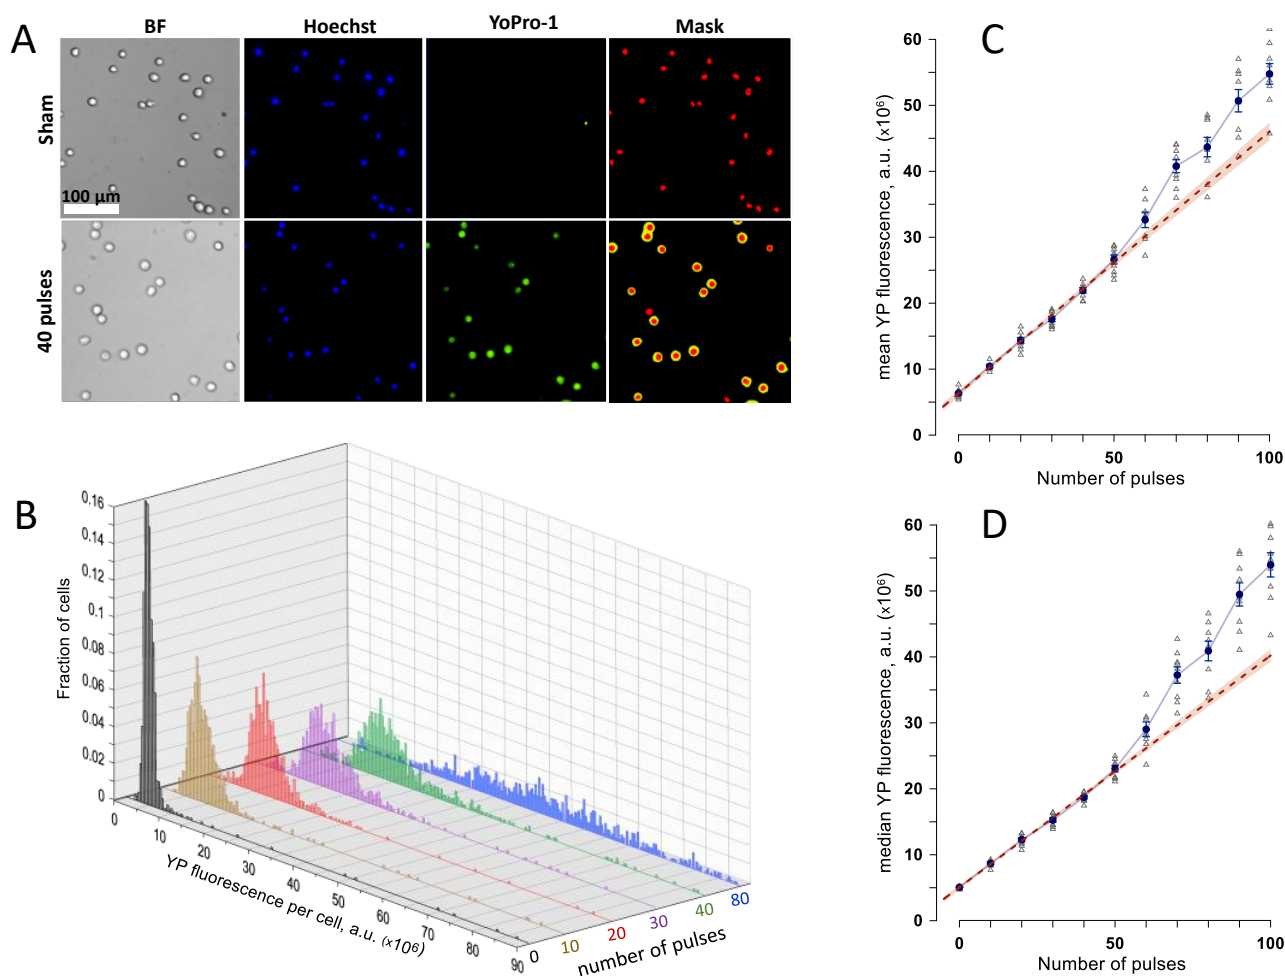 A
BF
Hoechst
YoPro-1
Mask
Sham
100 µm
40 pulses
B
0.16
0.14
0.12
0.1
0.08
0.06
0.04
0.02
0
Fraction of cells
0
10
20
30
40
50
60
70
80
90
YP fluorescence per cell, a.u. (x10⁶)
0
10
20
30
40
80
number of pulses
C
60
50
40
30
20
10
0
mean YP fluorescence, a.u. (x10⁶)
0
50
100
Number of pulses
D
60
50
40
30
20
10
0
median YP fluorescence, a.u. (x10⁶)
0
50
100
Number of pulses